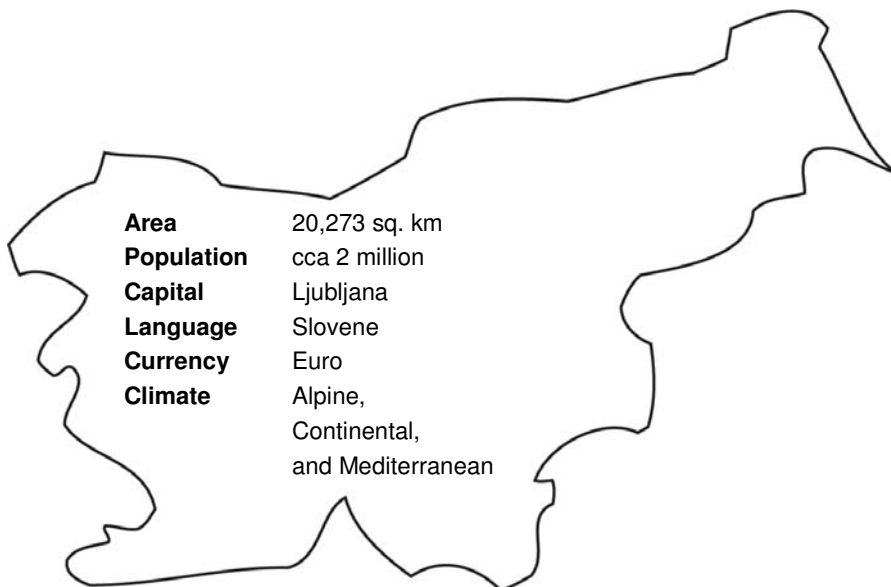 Area 20,273 sq. km
Population cca 2 million
Capital Ljubljana
Language Slovene
Currency Euro
Climate Alpine,
Continental,
and Mediterranean